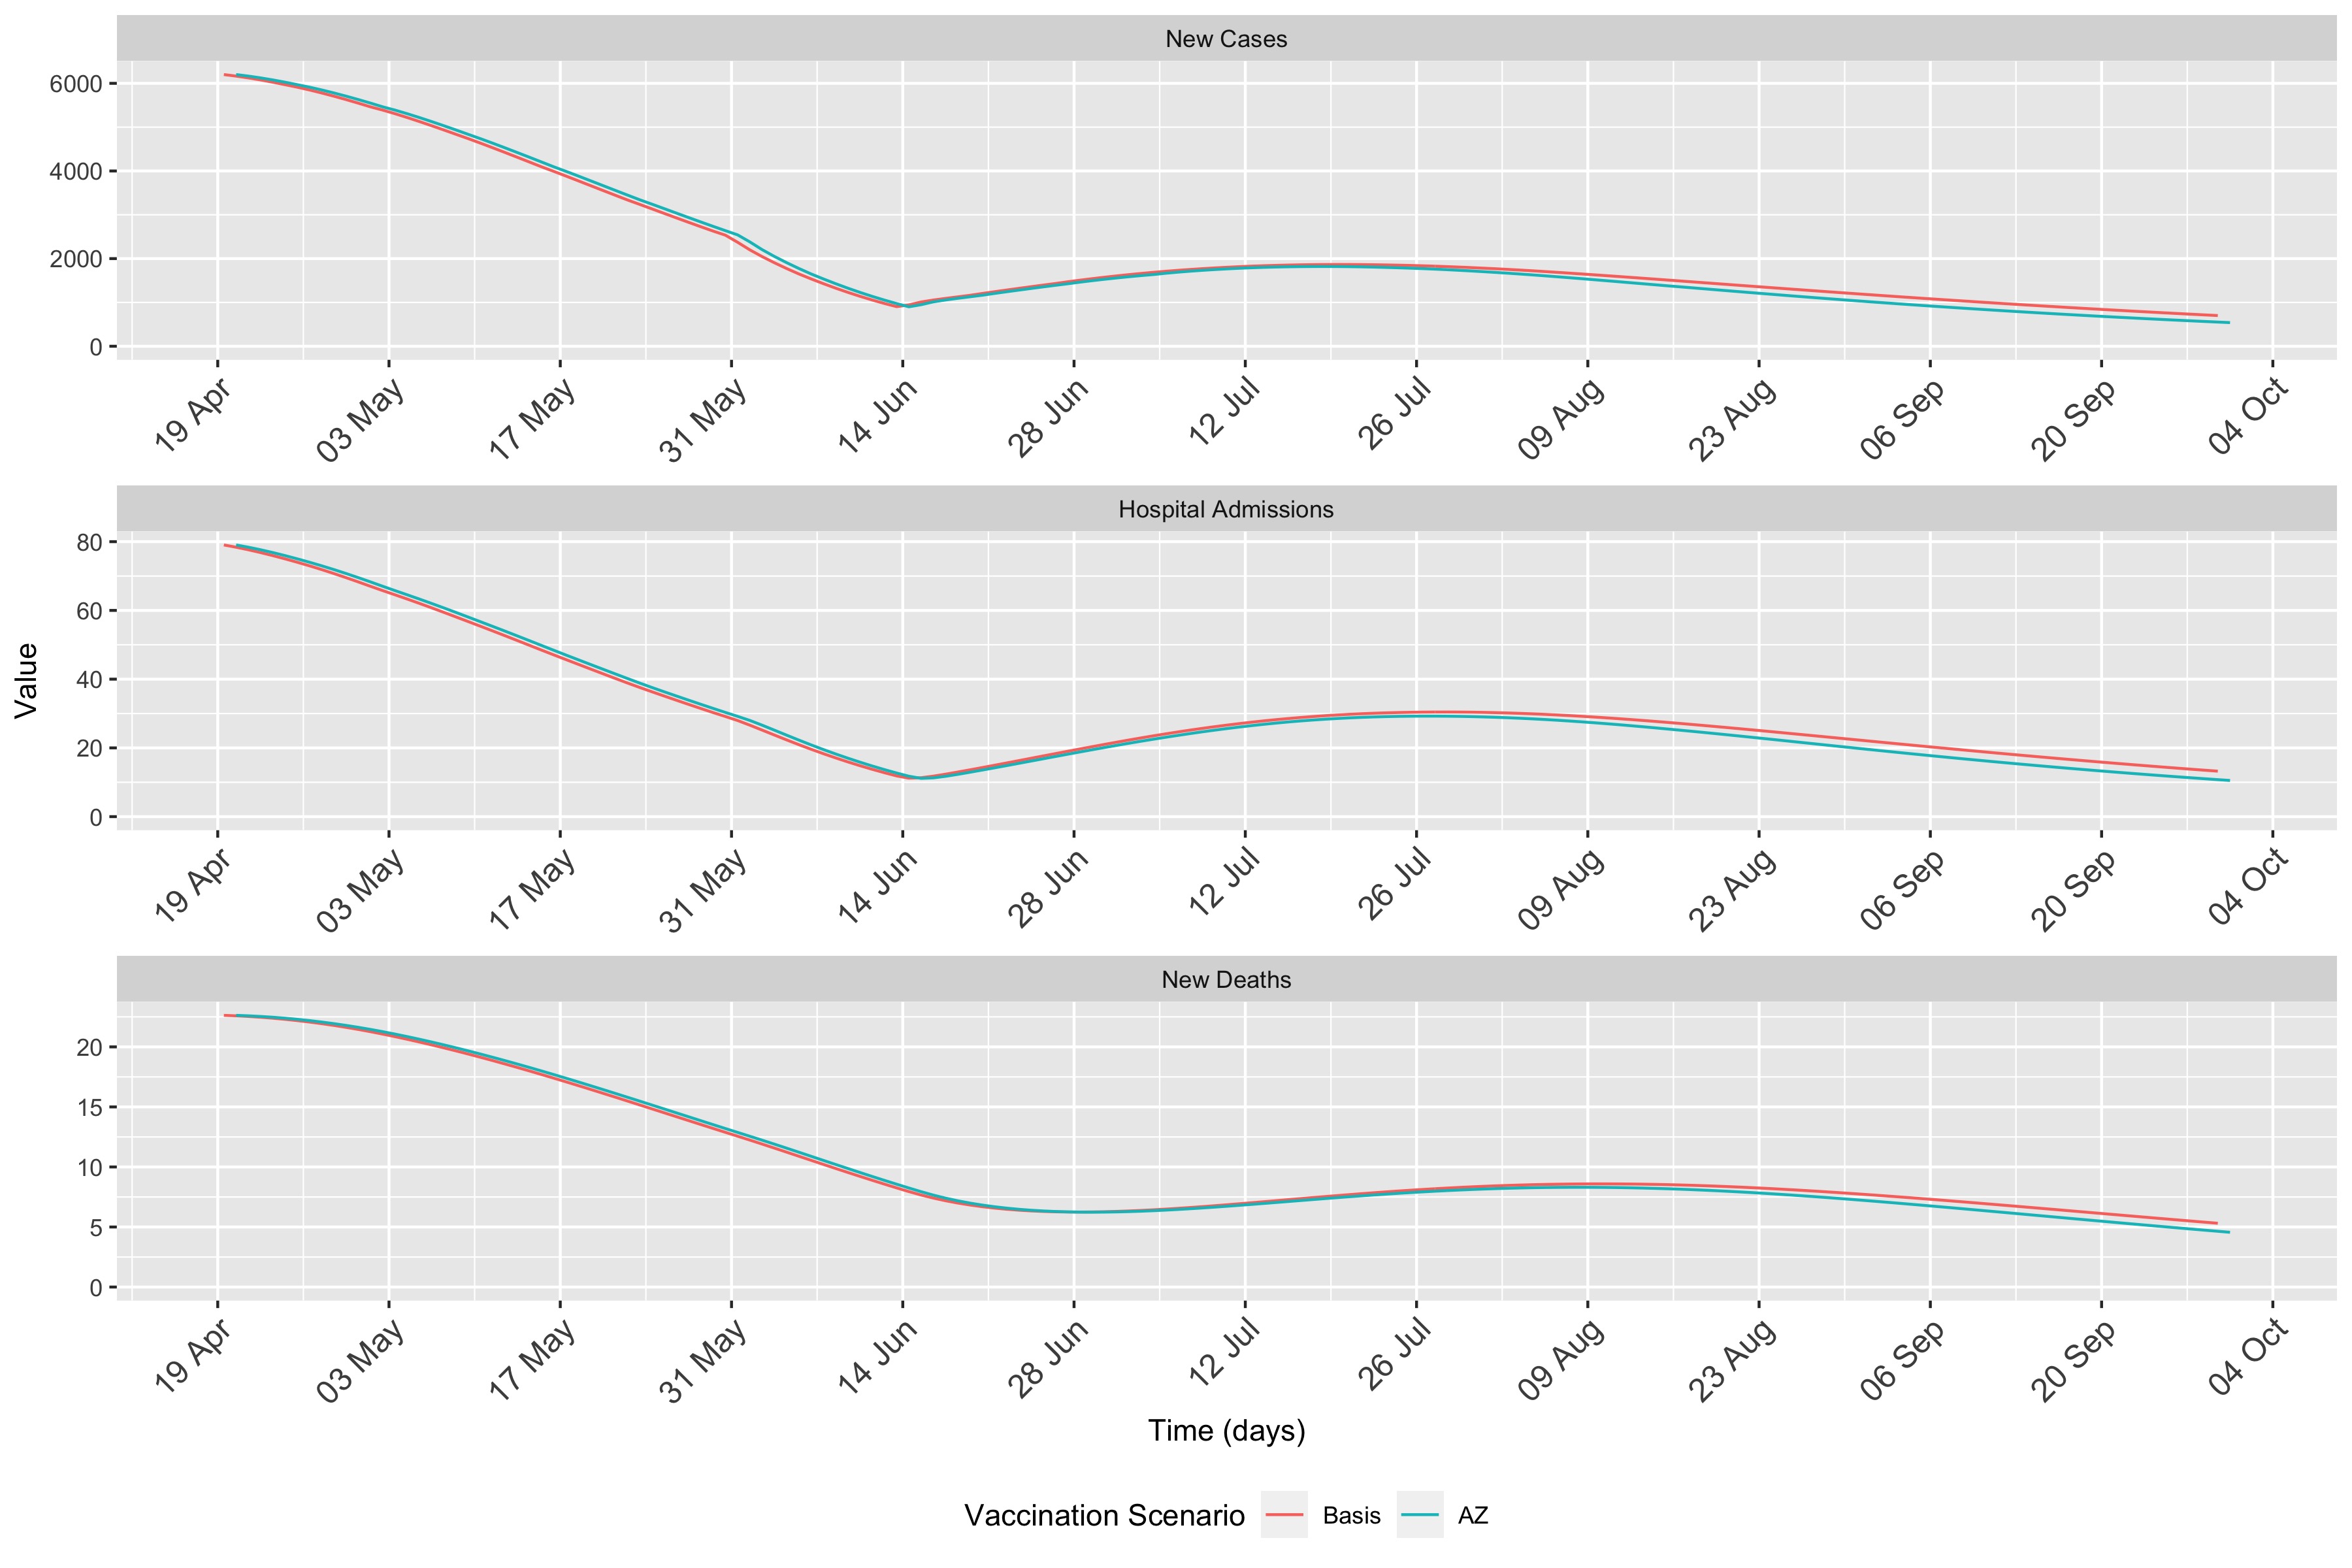 New Cases
6000
4000
2000
0
19 Apr
03 May
17 May
31 May
14 Jun
28 Jun
12 Jul
26 Jul
09 Aug
23 Aug
06 Sep
20 Sep
04 Oct
Hospital Admissions
Value
80
60
40
20
0
19 Apr
03 May
17 May
31 May
14 Jun
28 Jun
12 Jul
26 Jul
09 Aug
23 Aug
06 Sep
20 Sep
04 Oct
New Deaths
20
15
10
5
0
19 Apr
03 May
17 May
31 May
14 Jun
28 Jun
12 Jul
26 Jul
09 Aug
23 Aug
06 Sep
20 Sep
04 Oct
Time (days)
Vaccination Scenario Basis AZ